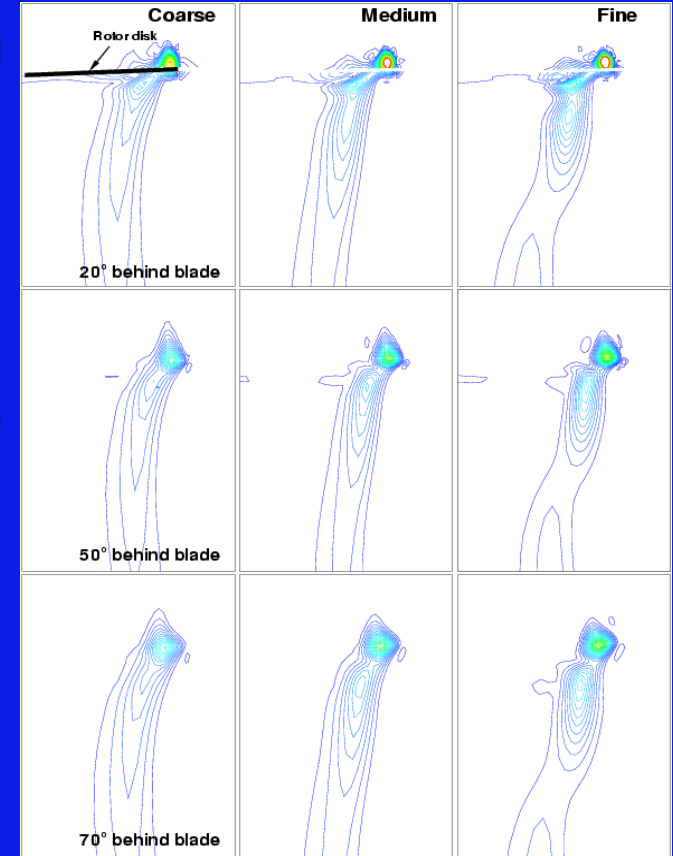 Coarse
Medium
Fine
Rotor disk
20° behind blade
50° behind blade
70° behind blade